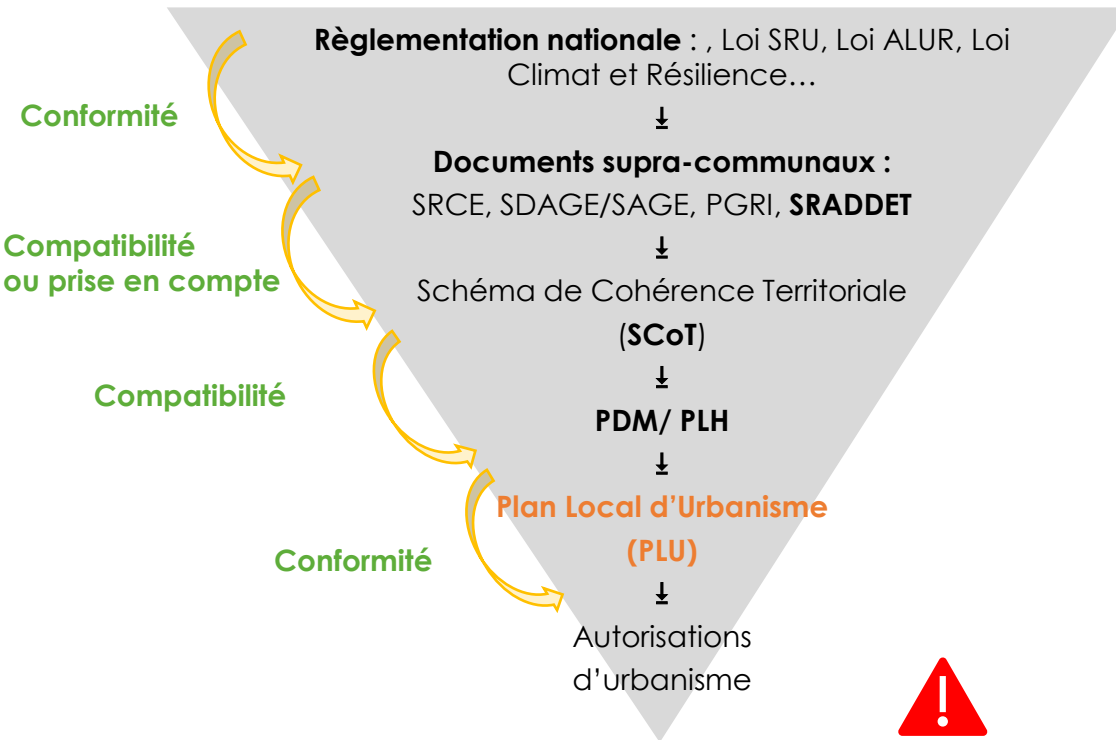 Règlementation nationale : , Loi SRU, Loi ALUR, Loi
Climat et Résilience…
Conformité
Documents supra-communaux :
SRCE, SDAGE/SAGE, PGRI, SRADDET
Compatibilité
ou prise en compte
Schéma de Cohérence Territoriale
(SCoT)
Compatibilité
PDM/ PLH
Plan Local d’Urbanisme
(PLU)
Conformité
Autorisations
d’urbanisme
!